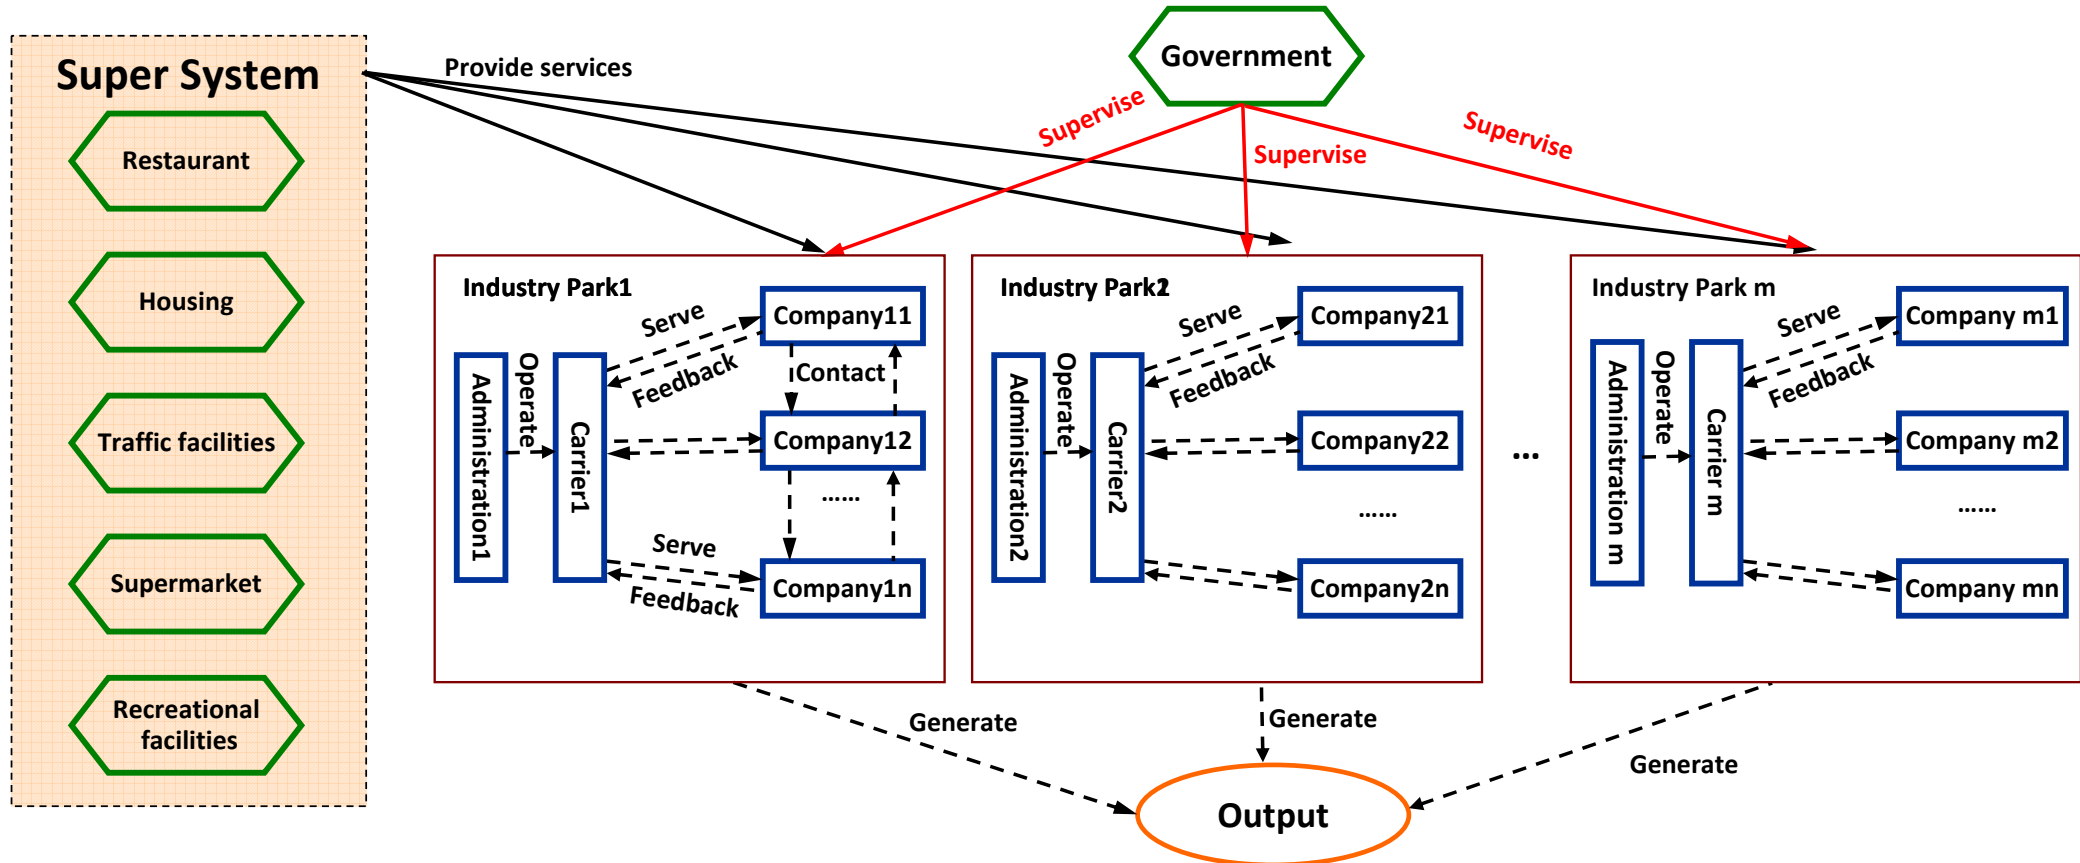 Super System
Restaurant
Housing
Traffic facilities
Supermarket
Recreational
facilities
Provide services
Government
Supervise
Supervise
Supervise
Industry Park1
Administration1
Operate
Carrier1
Serve
Feedback
Company11
Contact
Company12
......
Serve
Feedback
Company1n
Industry Park2
Administration2
Operate
Carrier2
Serve
Feedback
Company21
Company22
......
Company2n
...
Industry Park m
Administration m
Operate
Carrier m
Serve
Feedback
Company m1
Company m2
......
Company mn
Generate
Generate
Generate
Output